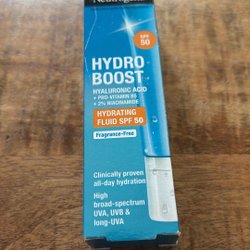 Neutrogena
SPF
50
HYDRO
BOOST
HYALURONIC ACID
+ PRO-VITAMIN B5
+ 2% NIACINAMIDE
HYDRATING
FLUID SPF 50
Fragrance-Free
Clinically proven
all-day hydration
High
broad-spectrum
UVA, UVB &
long-UVA